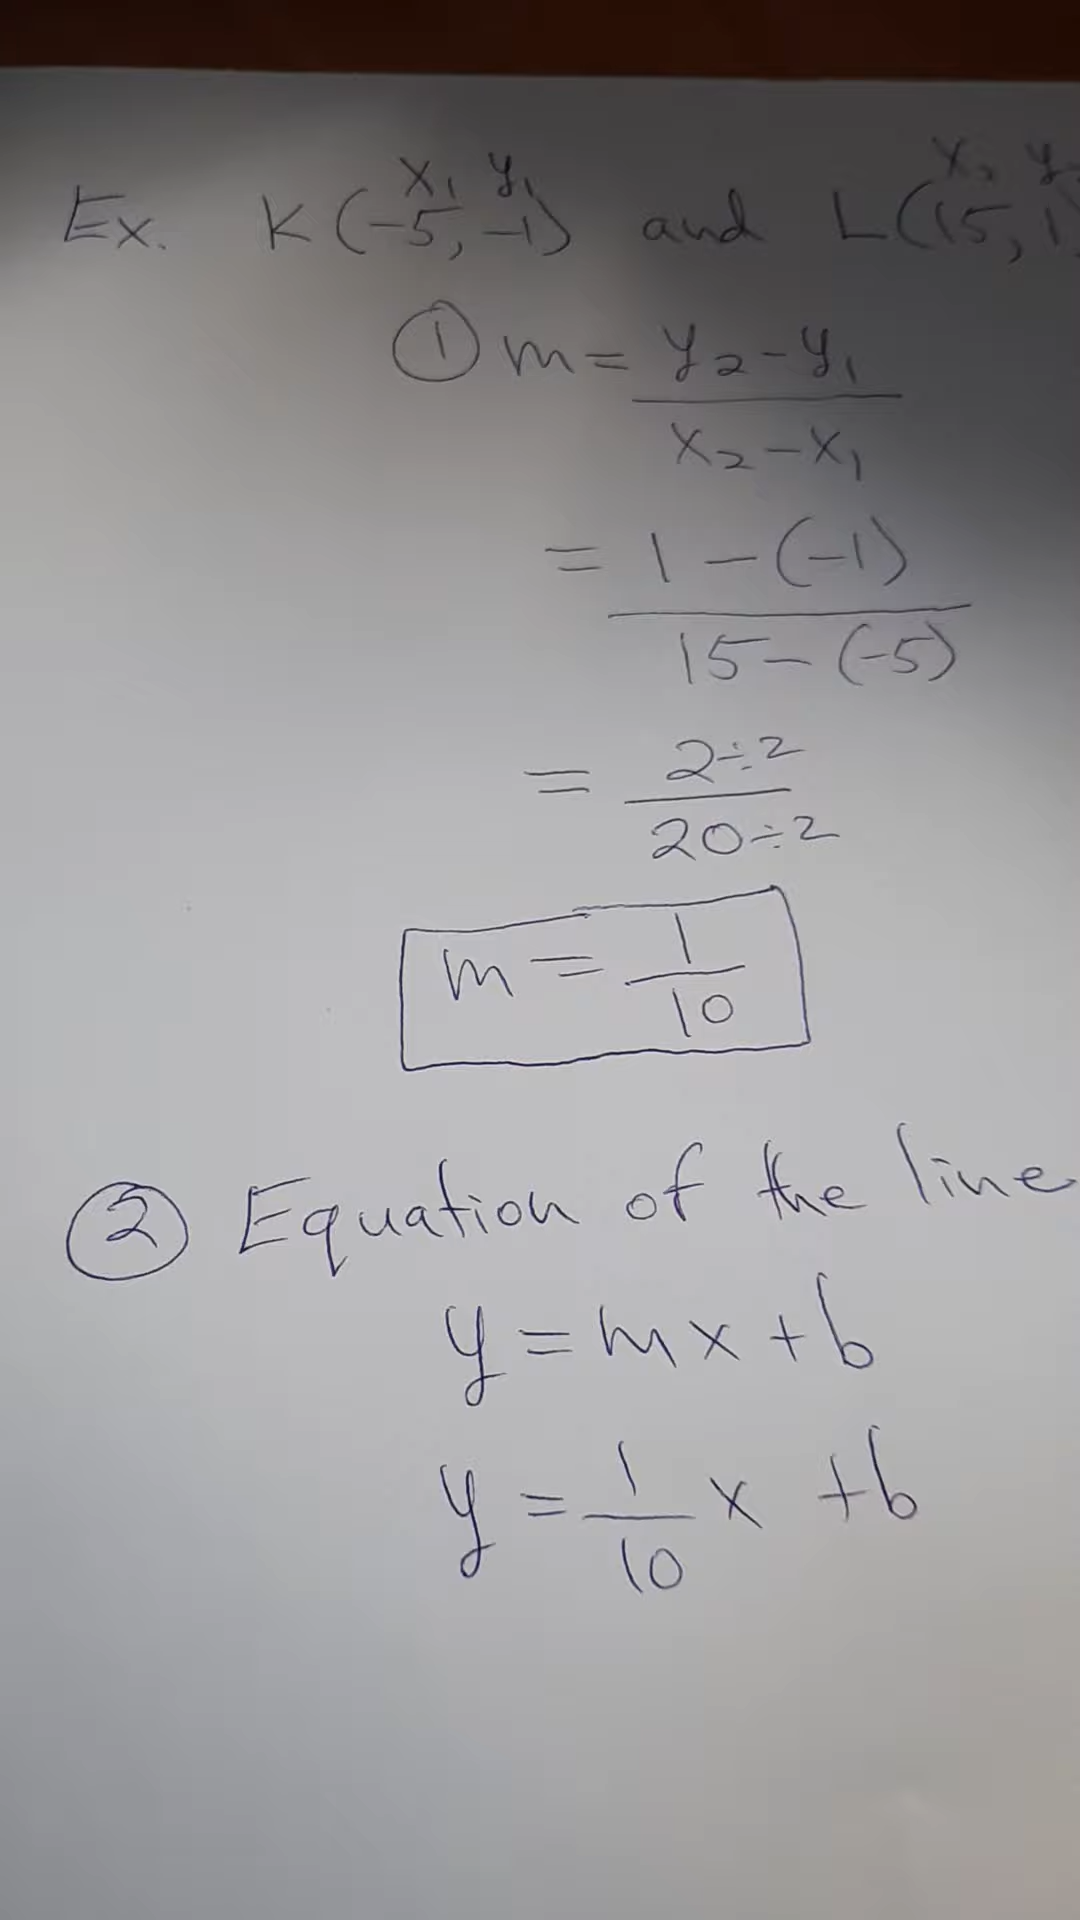 x₁ y₁ x₂ y₂
Ex. K(-5, -1) and L(15, 1)
① m = y₂ - y₁
x₂ - x₁
= 1 - (-1)
15 - (-5)
= 2÷2
20÷2
m = 1
10
② Equation of the line
y = mx + b
y = 1 x + b
10